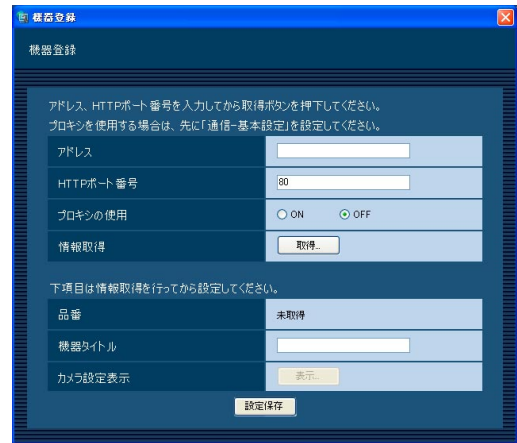 機器登録
機器登録
アドレス、HTTPポート番号を入力してから取得ボタンを押下してください。
プロキシを使用する場合は、先に「通信-基本設定」を設定してください。
アドレス
HTTPポート番号 80
プロキシの使用 ON OFF
情報取得 取得...
下項目は情報取得を行ってから設定してください。
品番 未取得
機器タイトル
カメラ設定表示 表示...
設定保存